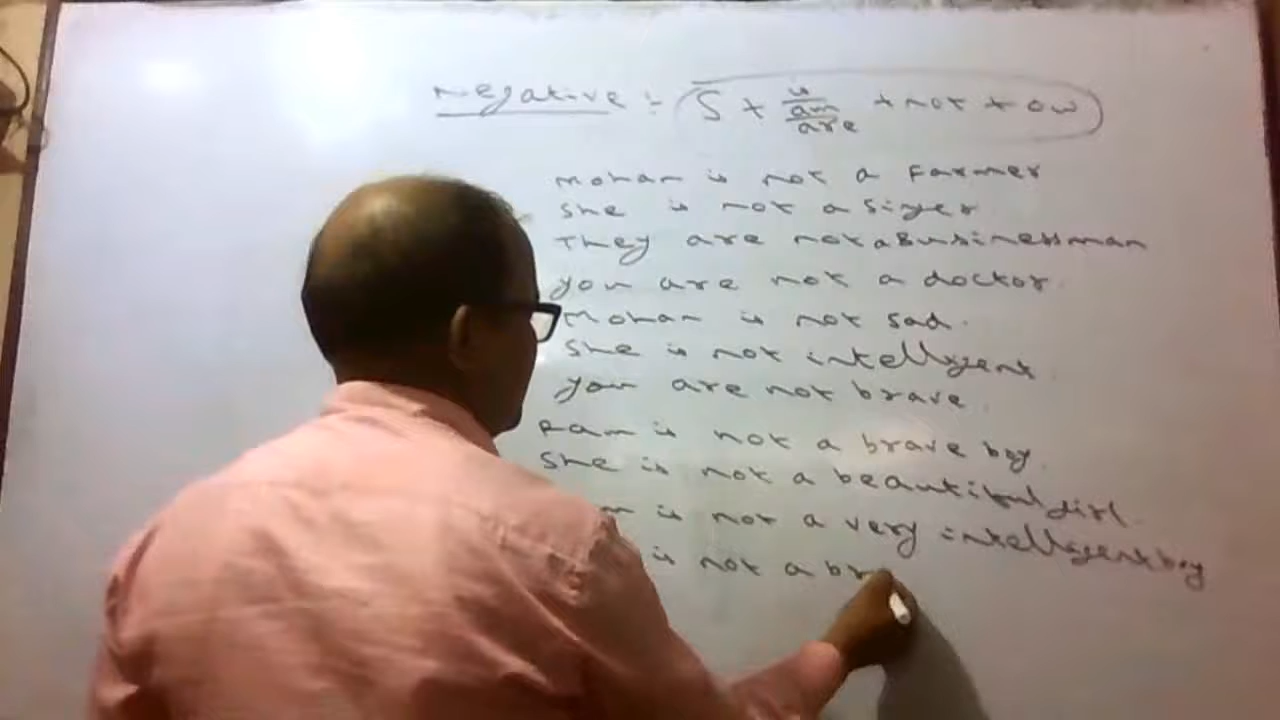 Negative :- S + is/am/are + not + ow
Mohan is not a Farmer
She is not a Singer
They are not a Businessman
you are not a doctor.
Mohan is not sad.
She is not intelligent
you are not brave.
Ram is not a brave boy.
She is not a beautiful girl.
is not a very intelligent boy
is not a br